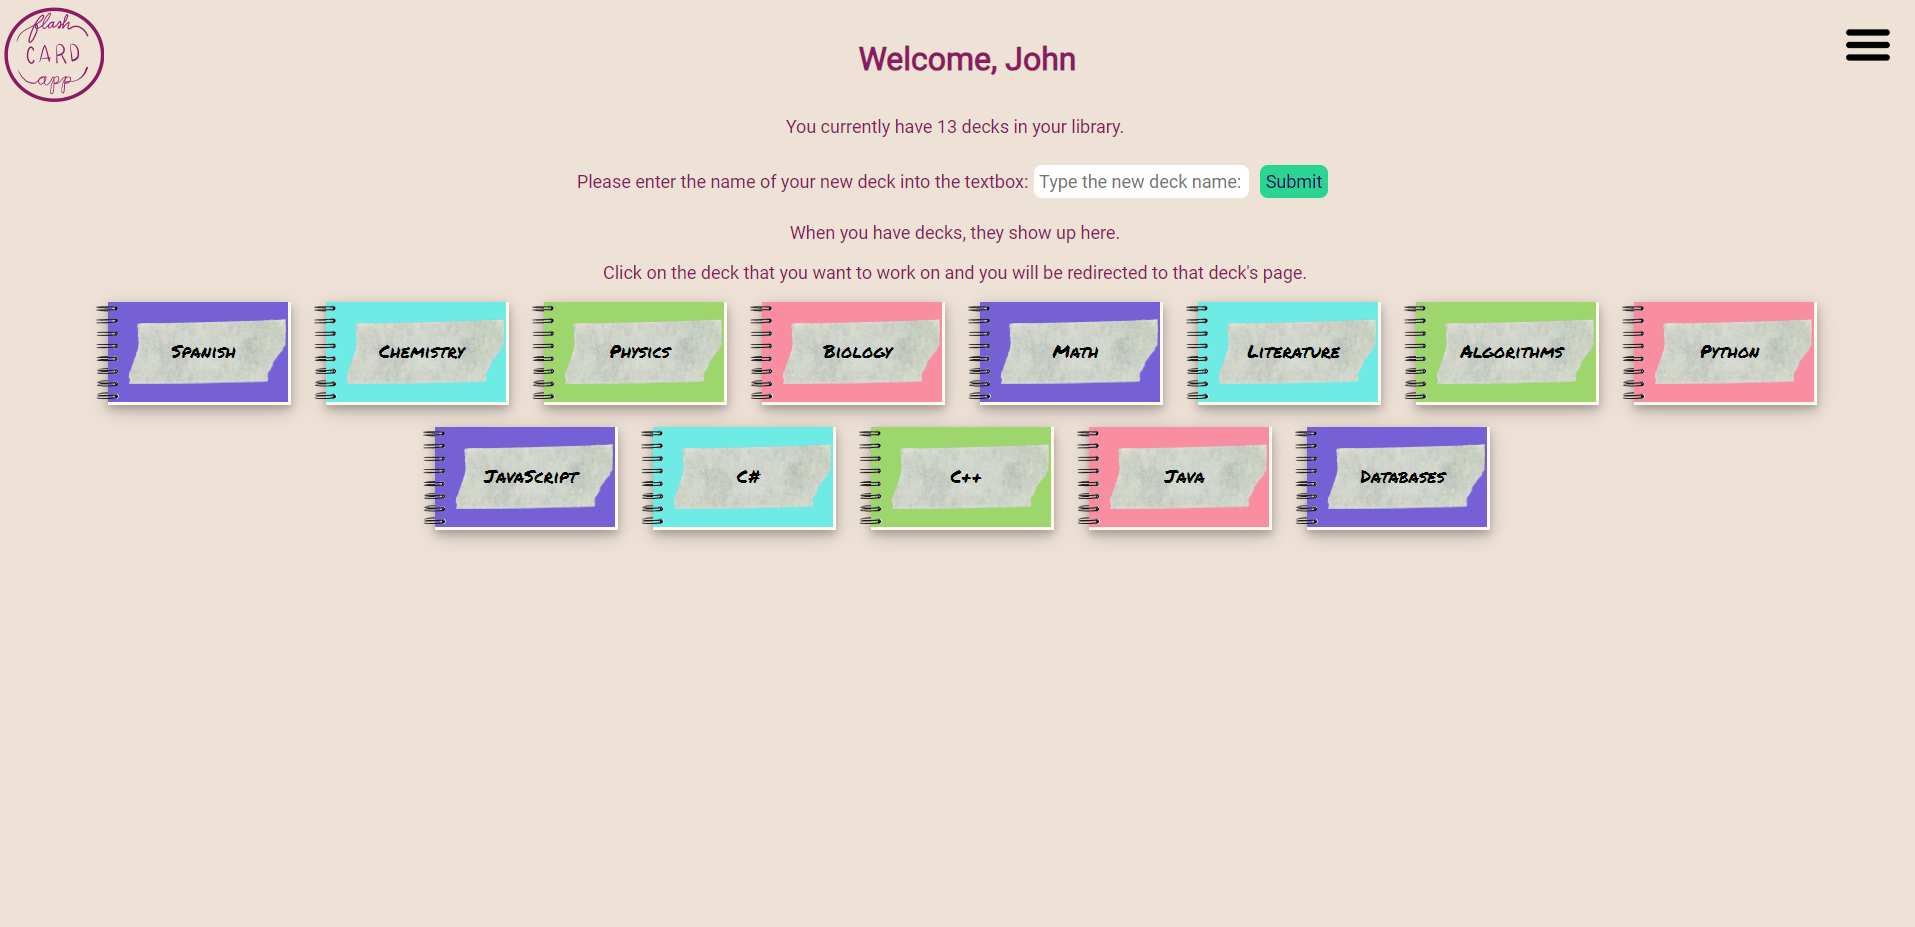 flash
CARD
app
Welcome, John
You currently have 13 decks in your library.
Please enter the name of your new deck into the textbox: Type the new deck name: Submit
When you have decks, they show up here.
Click on the deck that you want to work on and you will be redirected to that deck's page.
Spanish Chemistry Physics Biology Math Literature Algorithms Python
JavaScript C# C++ Java Databases